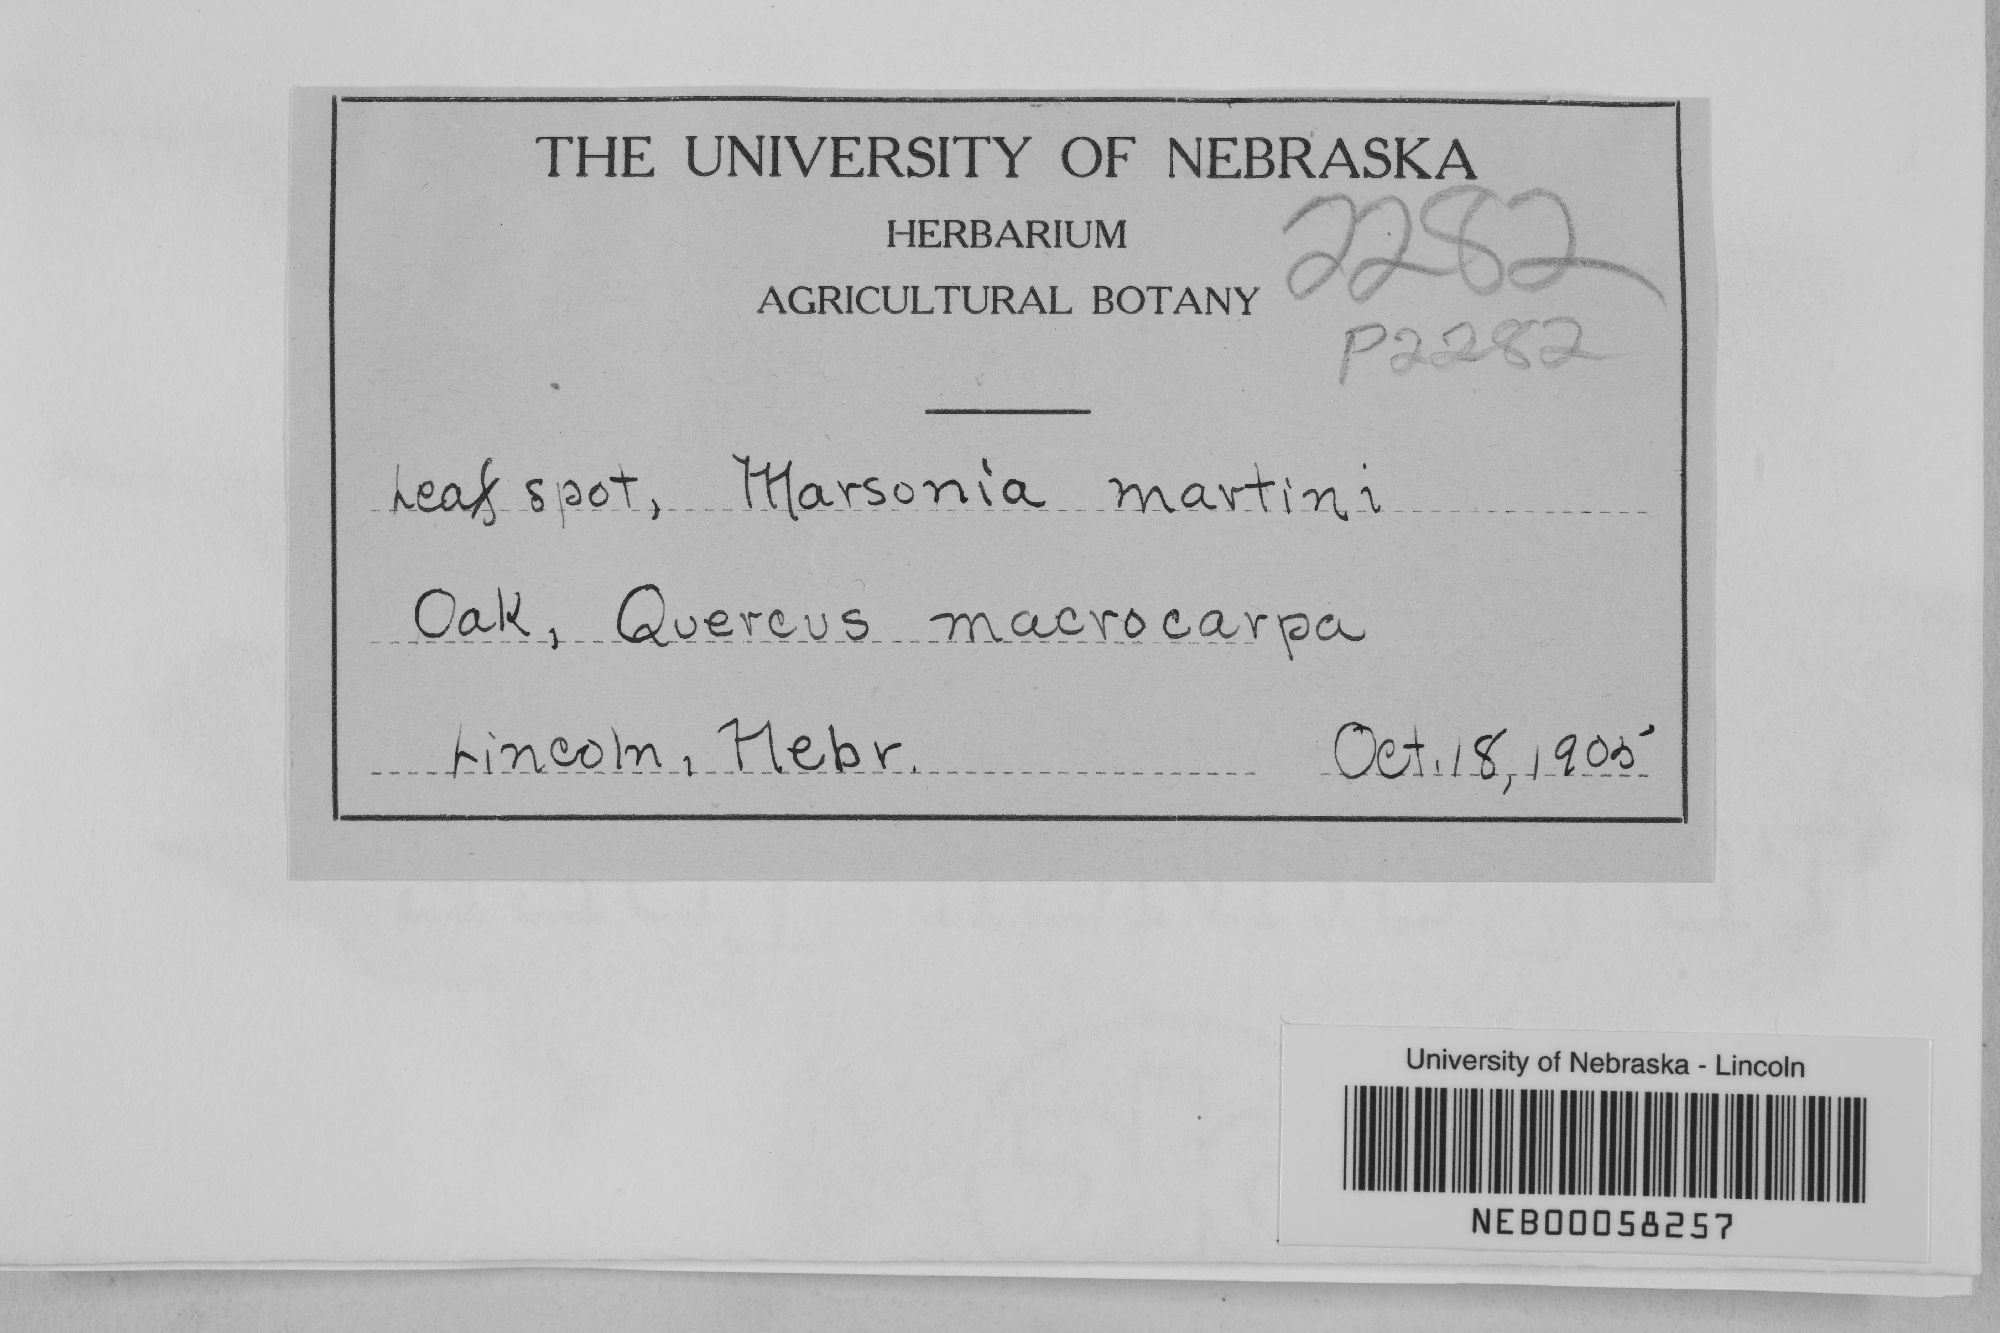 THE UNIVERSITY OF NEBRASKA
HERBARIUM
AGRICULTURAL BOTANY
2282
P2282
Leaf spot, Marsonia martini
Oak, Quercus macrocarpa
Lincoln, Nebr. Oct. 18, 1905
University of Nebraska - Lincoln
NEB00058257